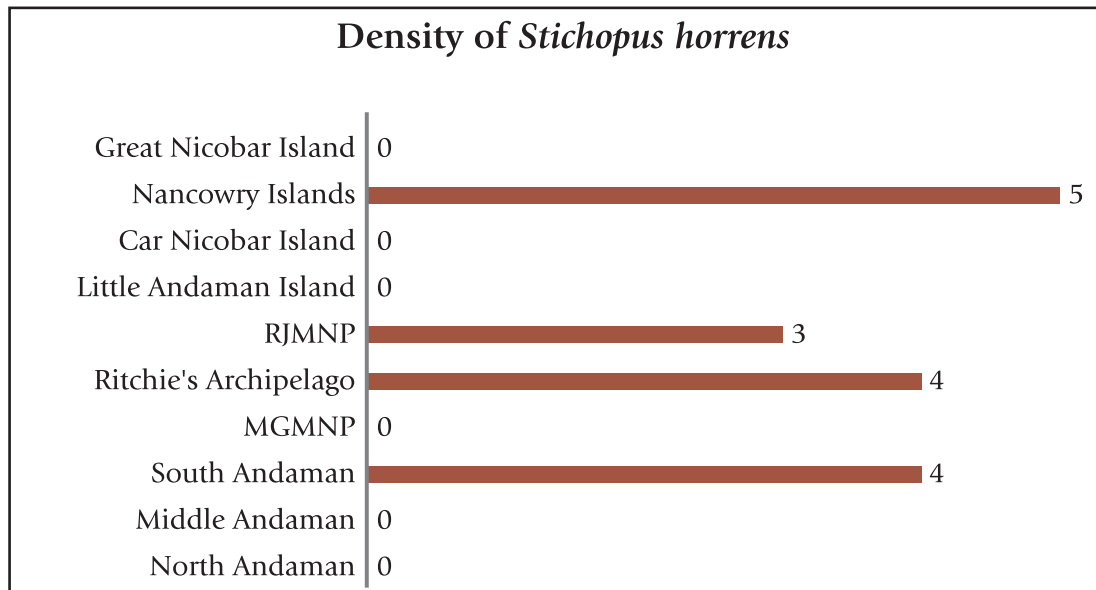 Density of Stichopus horrens
Great Nicobar Island 0
Nancowry Islands 5
Car Nicobar Island 0
Little Andaman Island 0
RJMNP 3
Ritchie's Archipelago 4
MGMNP 0
South Andaman 4
Middle Andaman 0
North Andaman 0